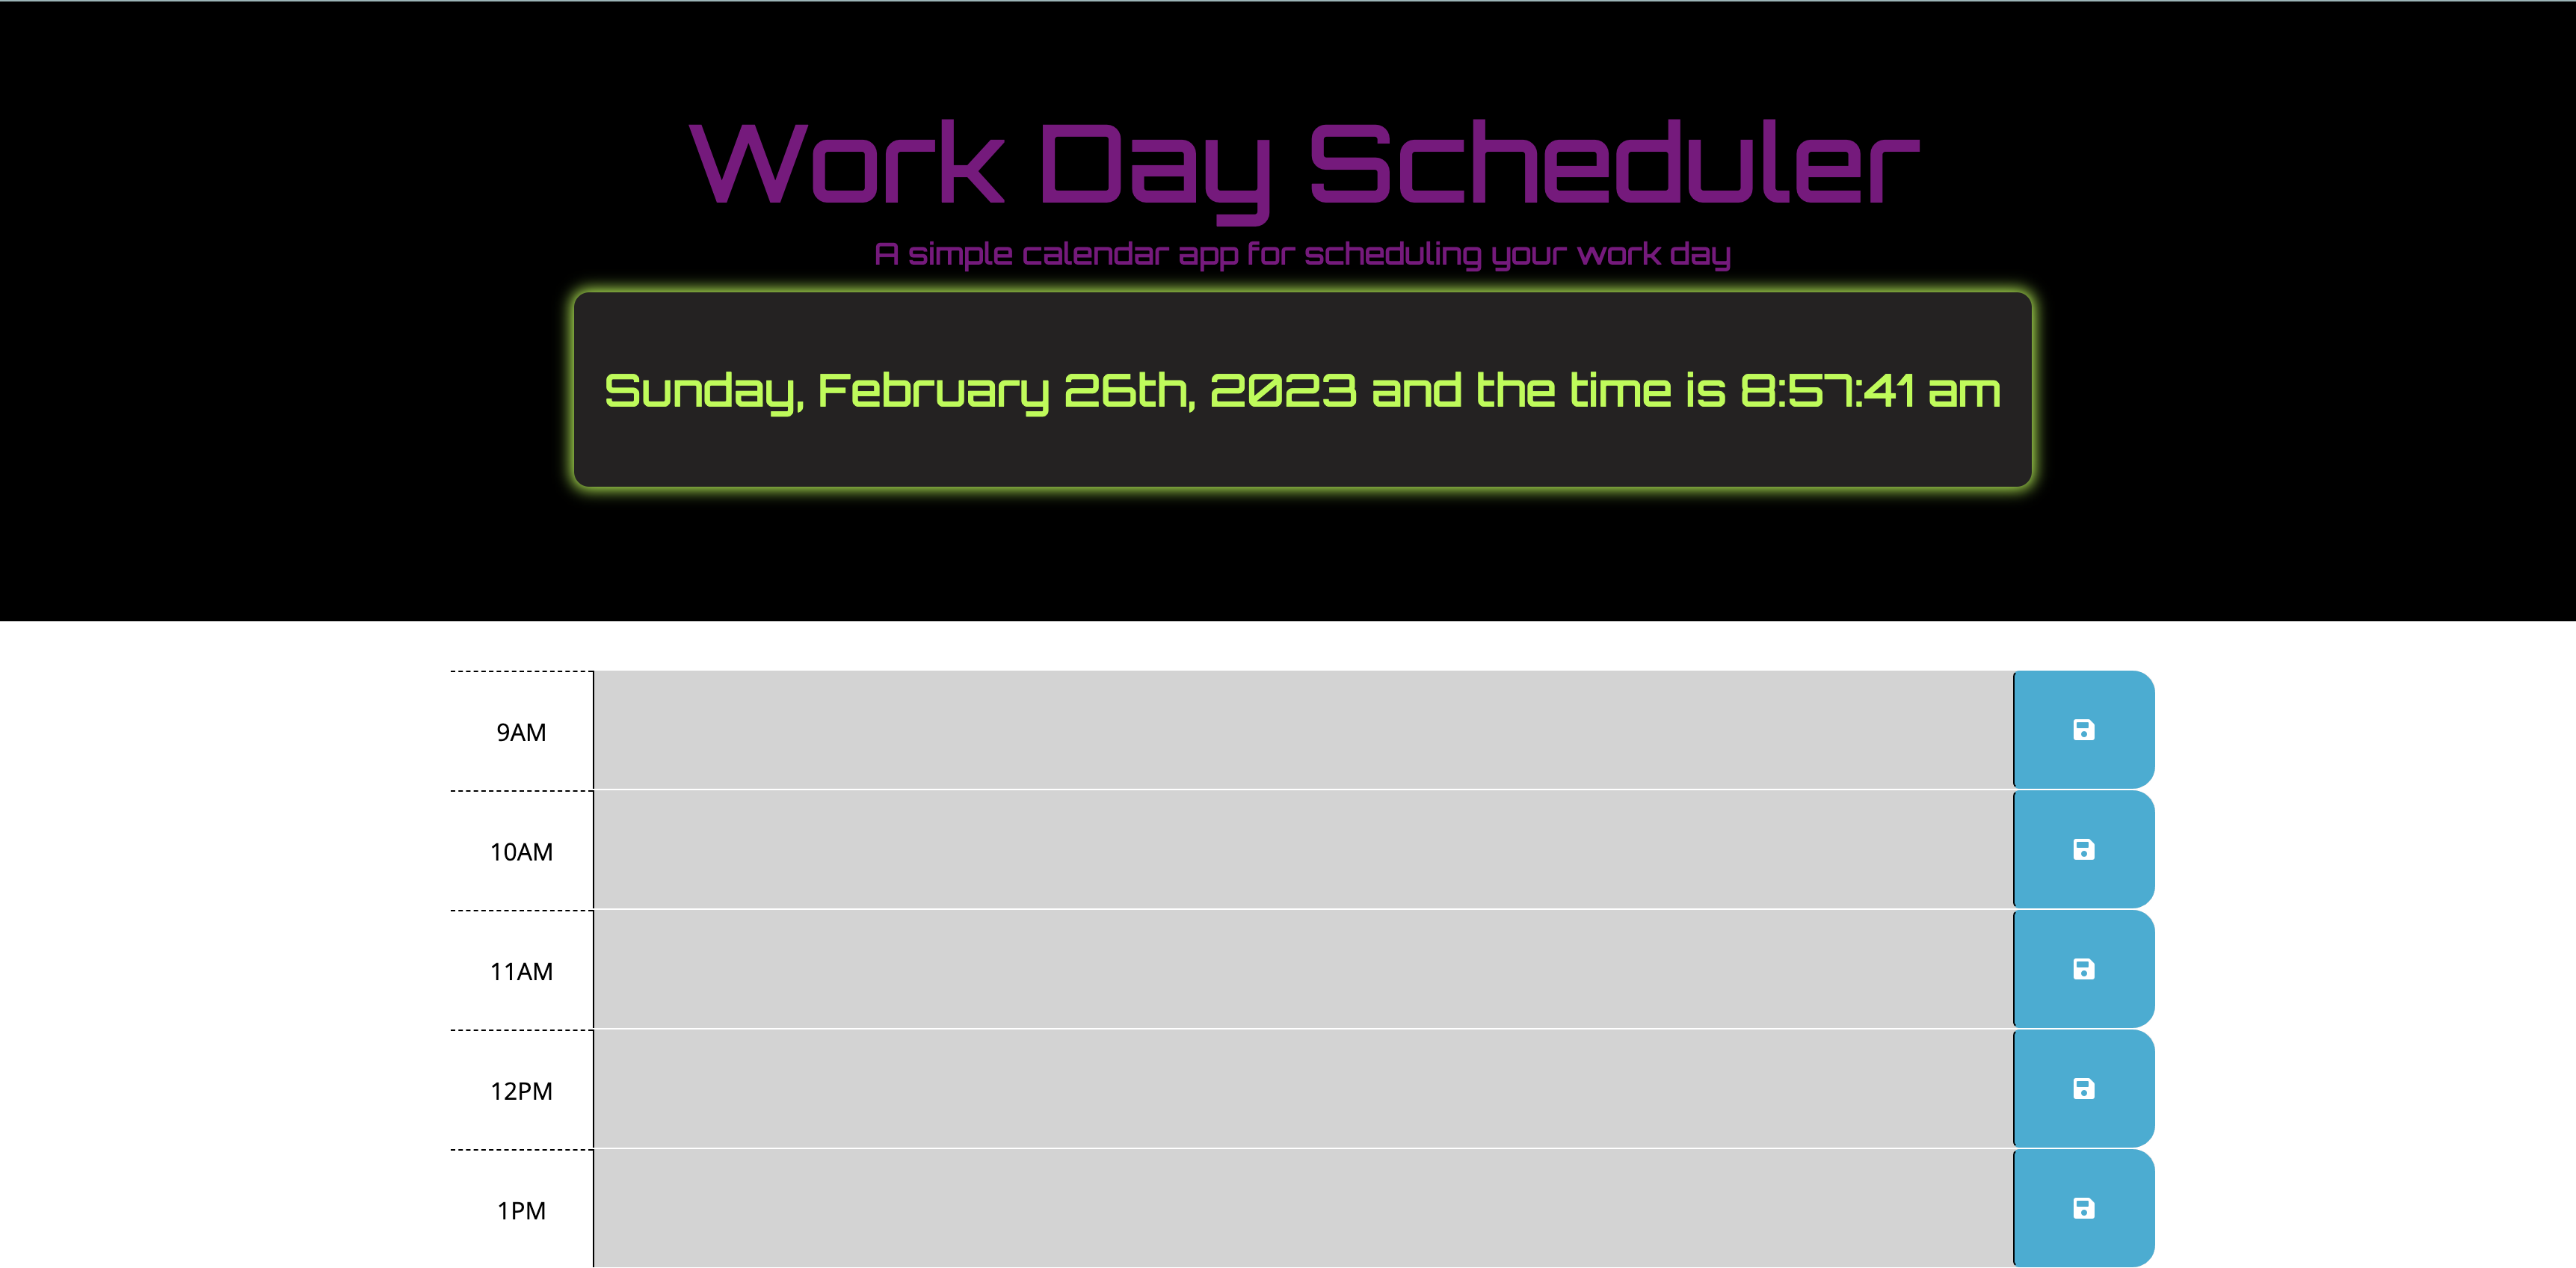 Work Day Scheduler
A simple calendar app for scheduling your work day
Sunday, February 26th, 2023 and the time is 8:57:41 am
9AM
10AM
11AM
12PM
1PM